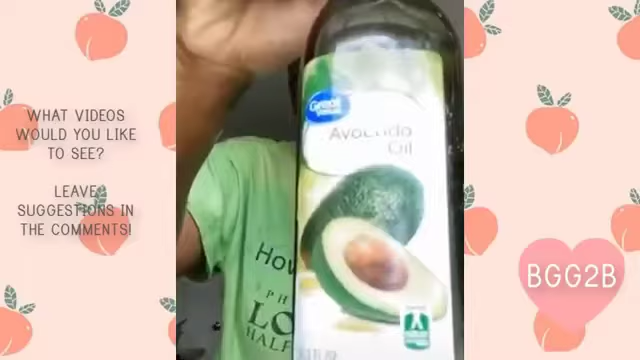 WHAT VIDEOS
WOULD YOU LIKE
TO SEE?
LEAVE
SUGGESTIONS IN
THE COMMENTS!
Great
Avocado
Oil
How
PH
LO
HALF
BGG2B